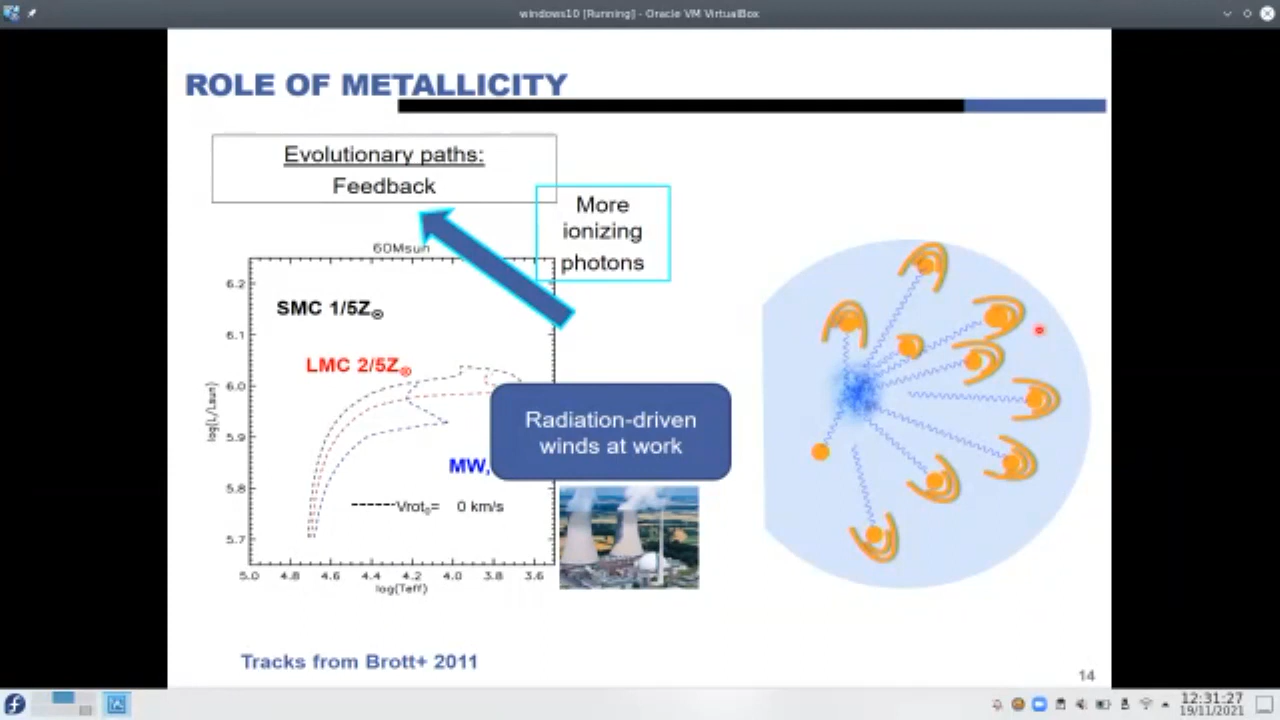 windows10 [Running] - Oracle VM VirtualBox
ROLE OF METALLICITY
Evolutionary paths:
Feedback
More
ionizing
photons
60Msun
SMC 1/5Z⊙
LMC 2/5Z⊙
MW,
Radiation-driven
winds at work
Vrot₀= 0 km/s
log(L/Lsun)
6.2
6.1
6.0
5.9
5.8
5.7
5.0 4.8 4.6 4.4 4.2 4.0 3.8 3.6
log(Teff)
Tracks from Brott+ 2011
14
12:31:27
19/11/2021